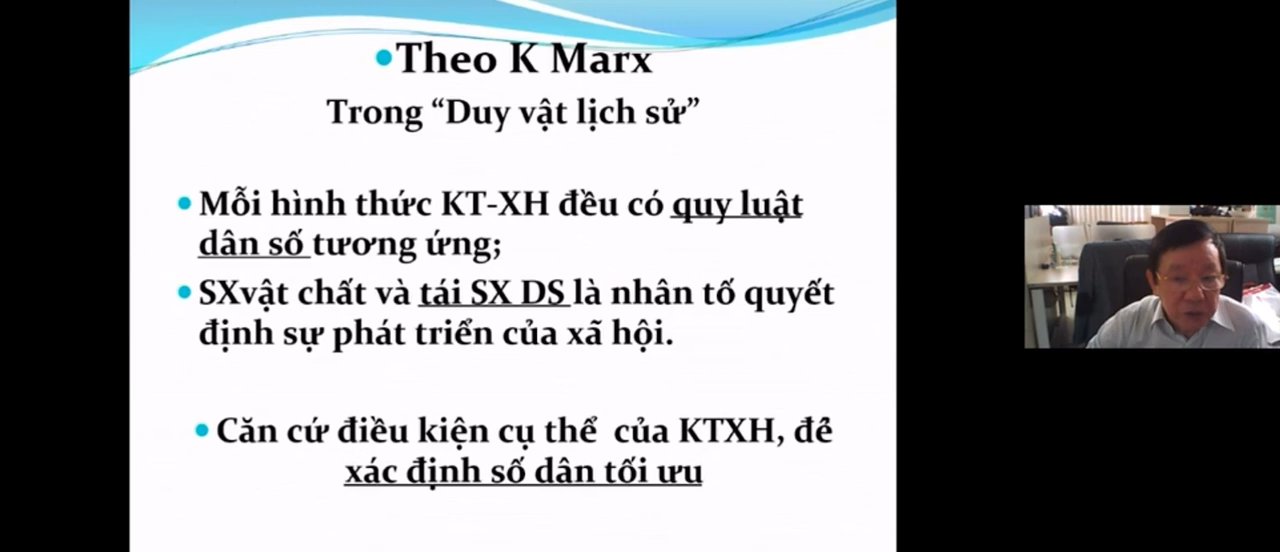 •Theo K Marx
Trong “Duy vật lịch sử”
• Mỗi hình thức KT-XH đều có quy luật
dân số tương ứng;
• SXvật chất và tái SX DS là nhân tố quyết
định sự phát triển của xã hội.
• Căn cứ điều kiện cụ thể của KTXH, để
xác định số dân tối ưu